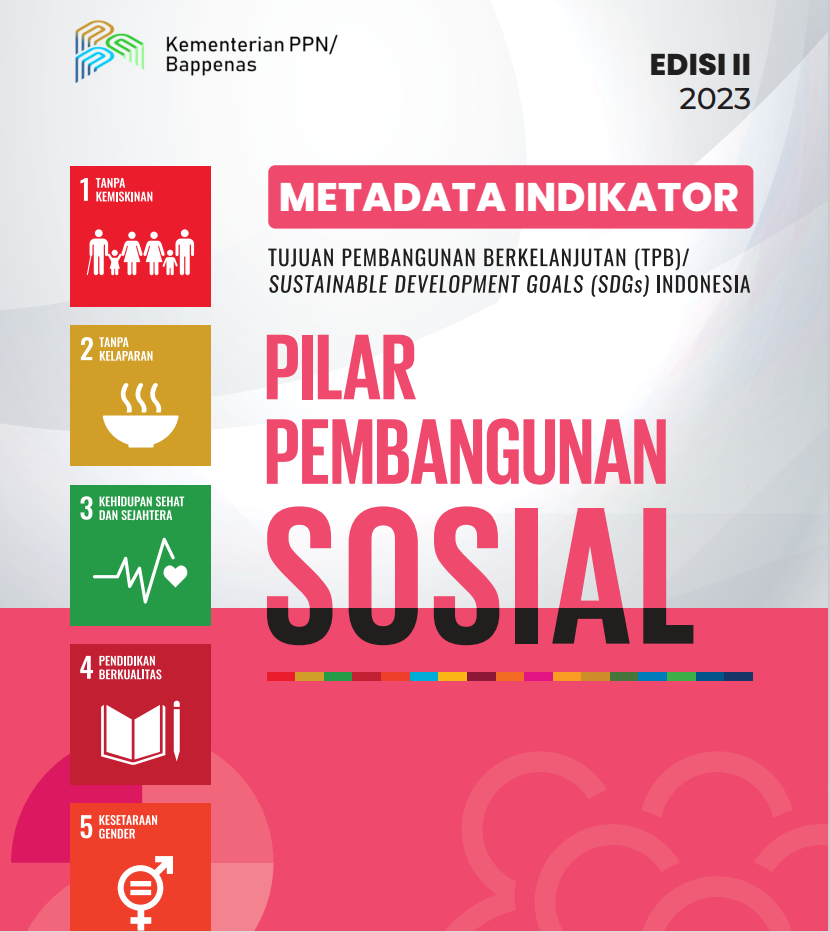 Kementerian PPN/
Bappenas
EDISI II
2023
METADATA INDIKATOR
TUJUAN PEMBANGUNAN BERKELANJUTAN (TPB)/
SUSTAINABLE DEVELOPMENT GOALS (SDGs) INDONESIA
PILAR
PEMBANGUNAN
SOSIAL
1 TANPA
KEMISKINAN
2 TANPA
KELAPARAN
3 KEHIDUPAN SEHAT
DAN SEJAHTERA
4 PENDIDIKAN
BERKUALITAS
5 KESETARAAN
GENDER